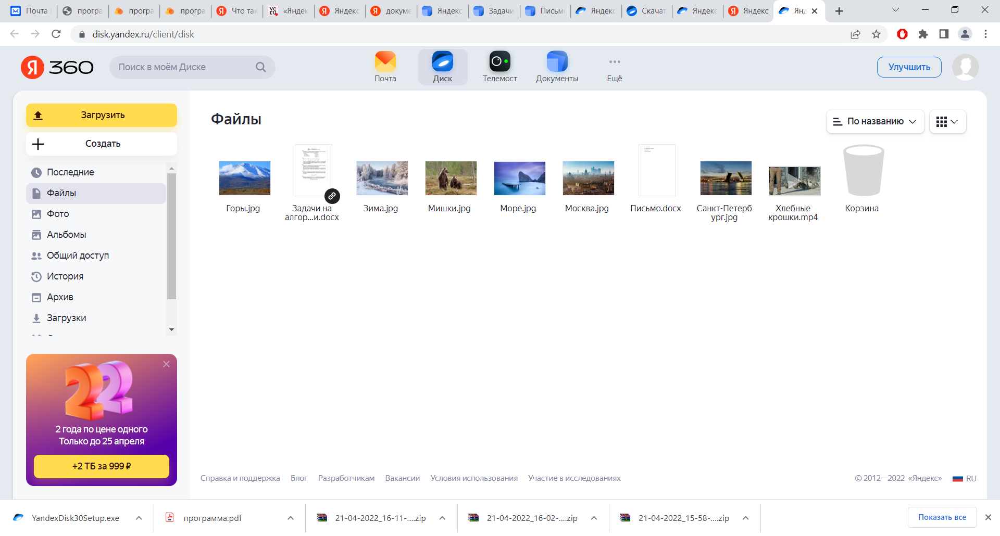 Почта
програ
програ
програ
Что так
«Яндек
Яндекс
докуме
Яндекс
Задачи
Письмо
Яндекс
Скачат
Яндекс
Яндекс
Янд
disk.yandex.ru/client/disk
Я 360
Поиск в моём Диске
Почта
Диск
Телемост
Документы
Ещё
Улучшить
Загрузить
Создать
Последние
Файлы
Фото
Альбомы
Общий доступ
История
Архив
Загрузки
Файлы
По названию
Горы.jpg
Задачи на
алгор...и.docx
Зима.jpg
Мишки.jpg
Море.jpg
Москва.jpg
Письмо.docx
Санкт-Петерб
ург.jpg
Хлебные
крошки.mp4
Корзина
22
2 года по цене одного
Только до 25 апреля
+2 ТБ за 999 ₽
Справка и поддержка
Блог
Разработчикам
Вакансии
Условия использования
Участие в исследованиях
© 2012—2022 «Яндекс»
RU
YandexDisk30Setup.exe
программа.pdf
21-04-2022_16-11-....zip
21-04-2022_16-02-....zip
21-04-2022_15-58-....zip
Показать все